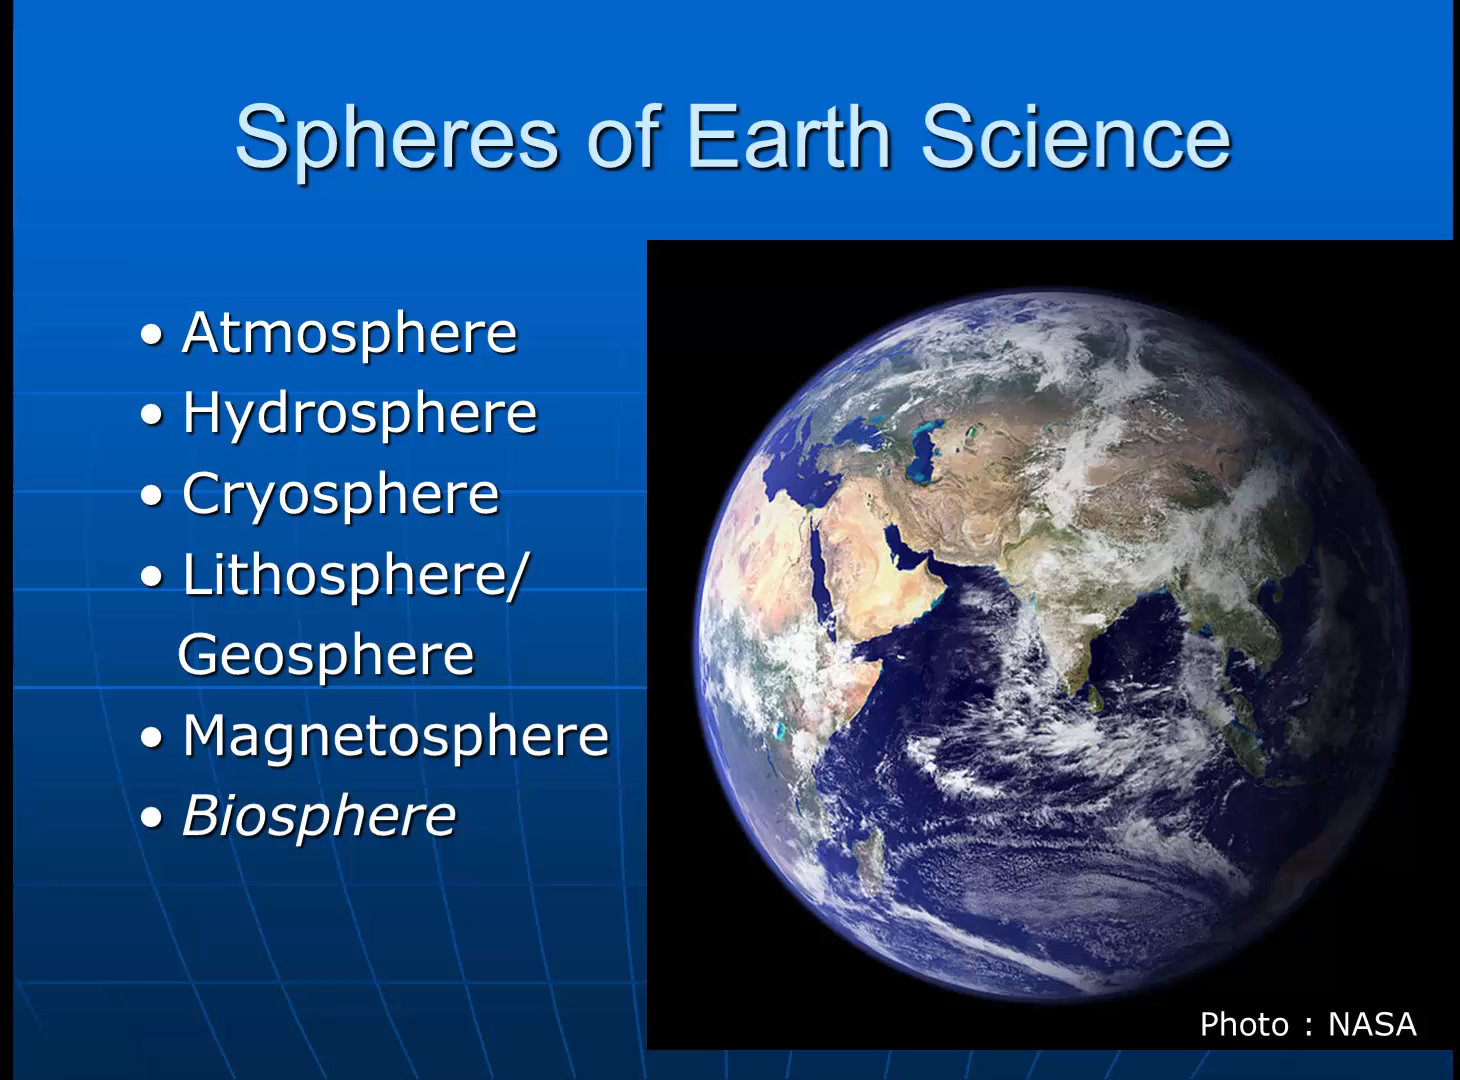 Spheres of Earth Science
• Atmosphere
• Hydrosphere
• Cryosphere
• Lithosphere/
Geosphere
• Magnetosphere
• Biosphere
Photo : NASA